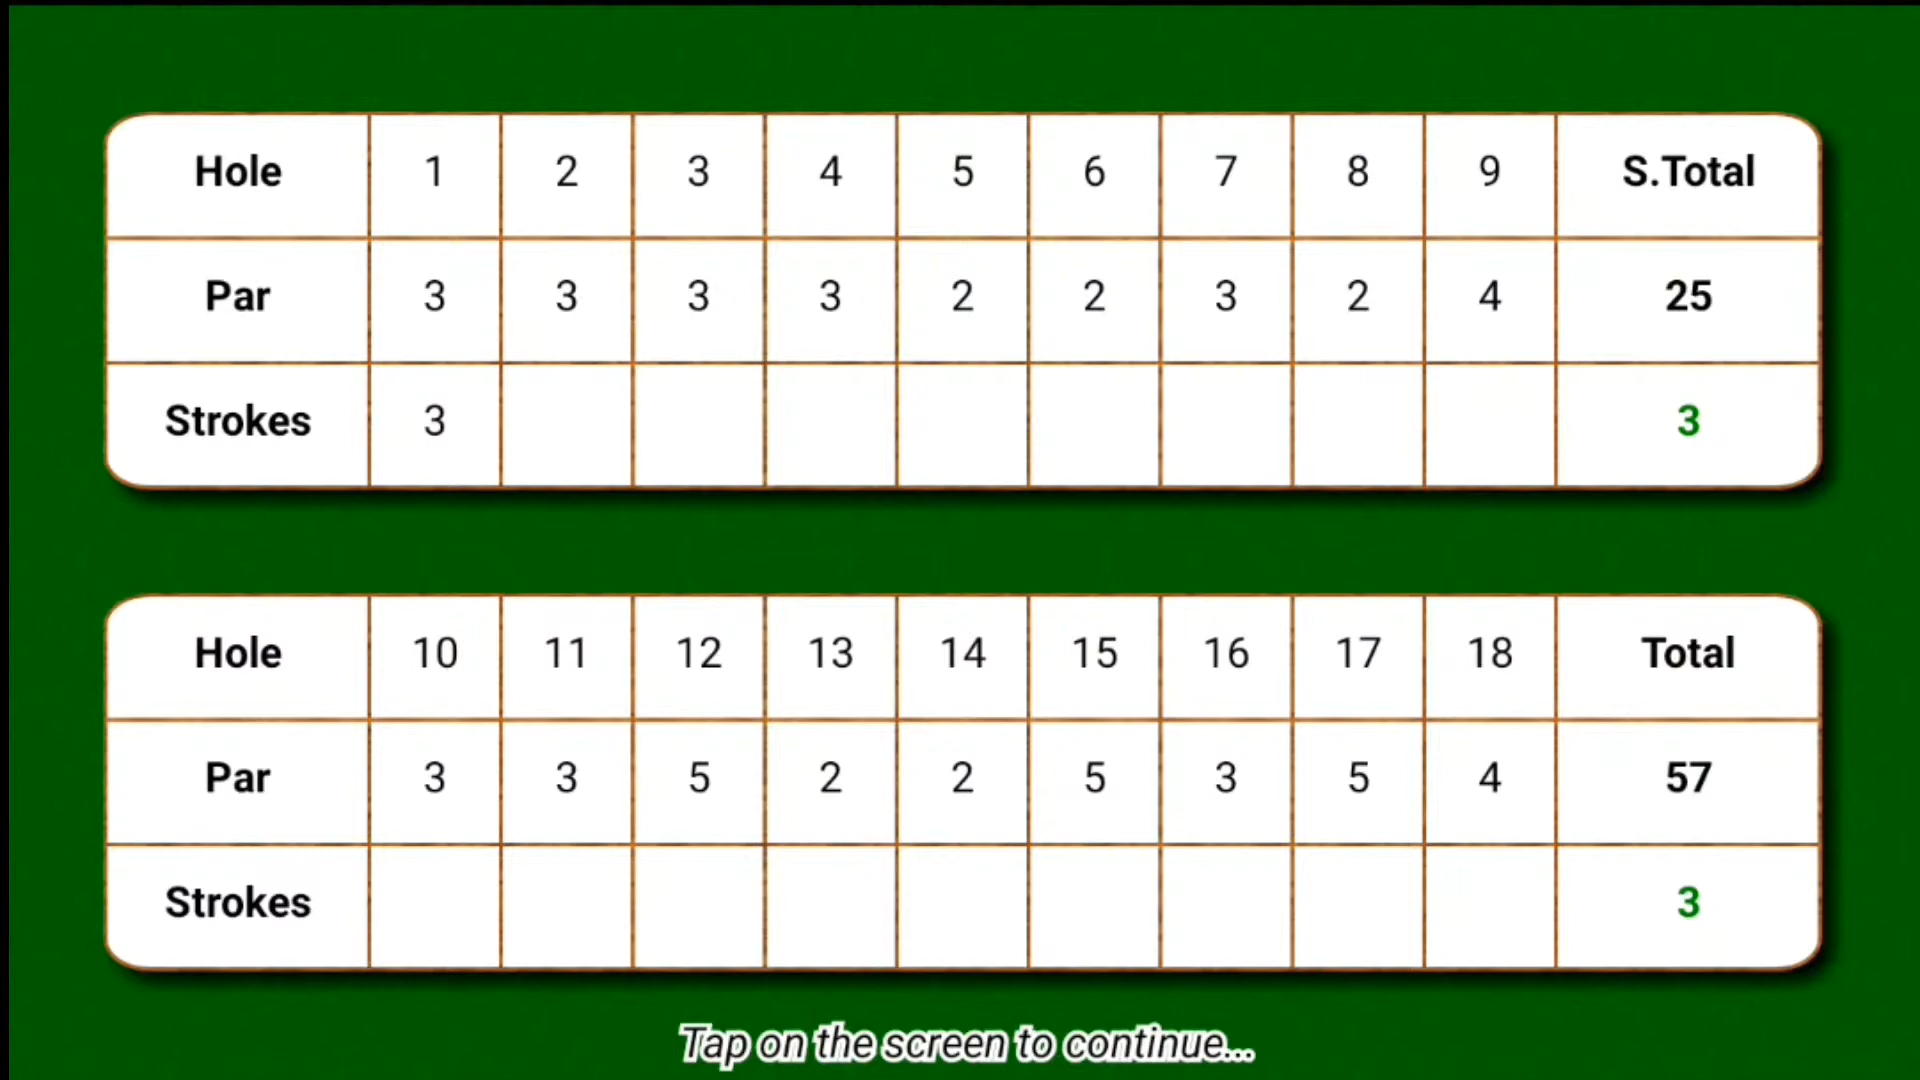 Hole 1 2 3 4 5 6 7 8 9 S.Total
Par 3 3 3 3 2 2 3 2 4 25
Strokes 3 3
Hole 10 11 12 13 14 15 16 17 18 Total
Par 3 3 5 2 2 5 3 5 4 57
Strokes 3
Tap on the screen to continue...